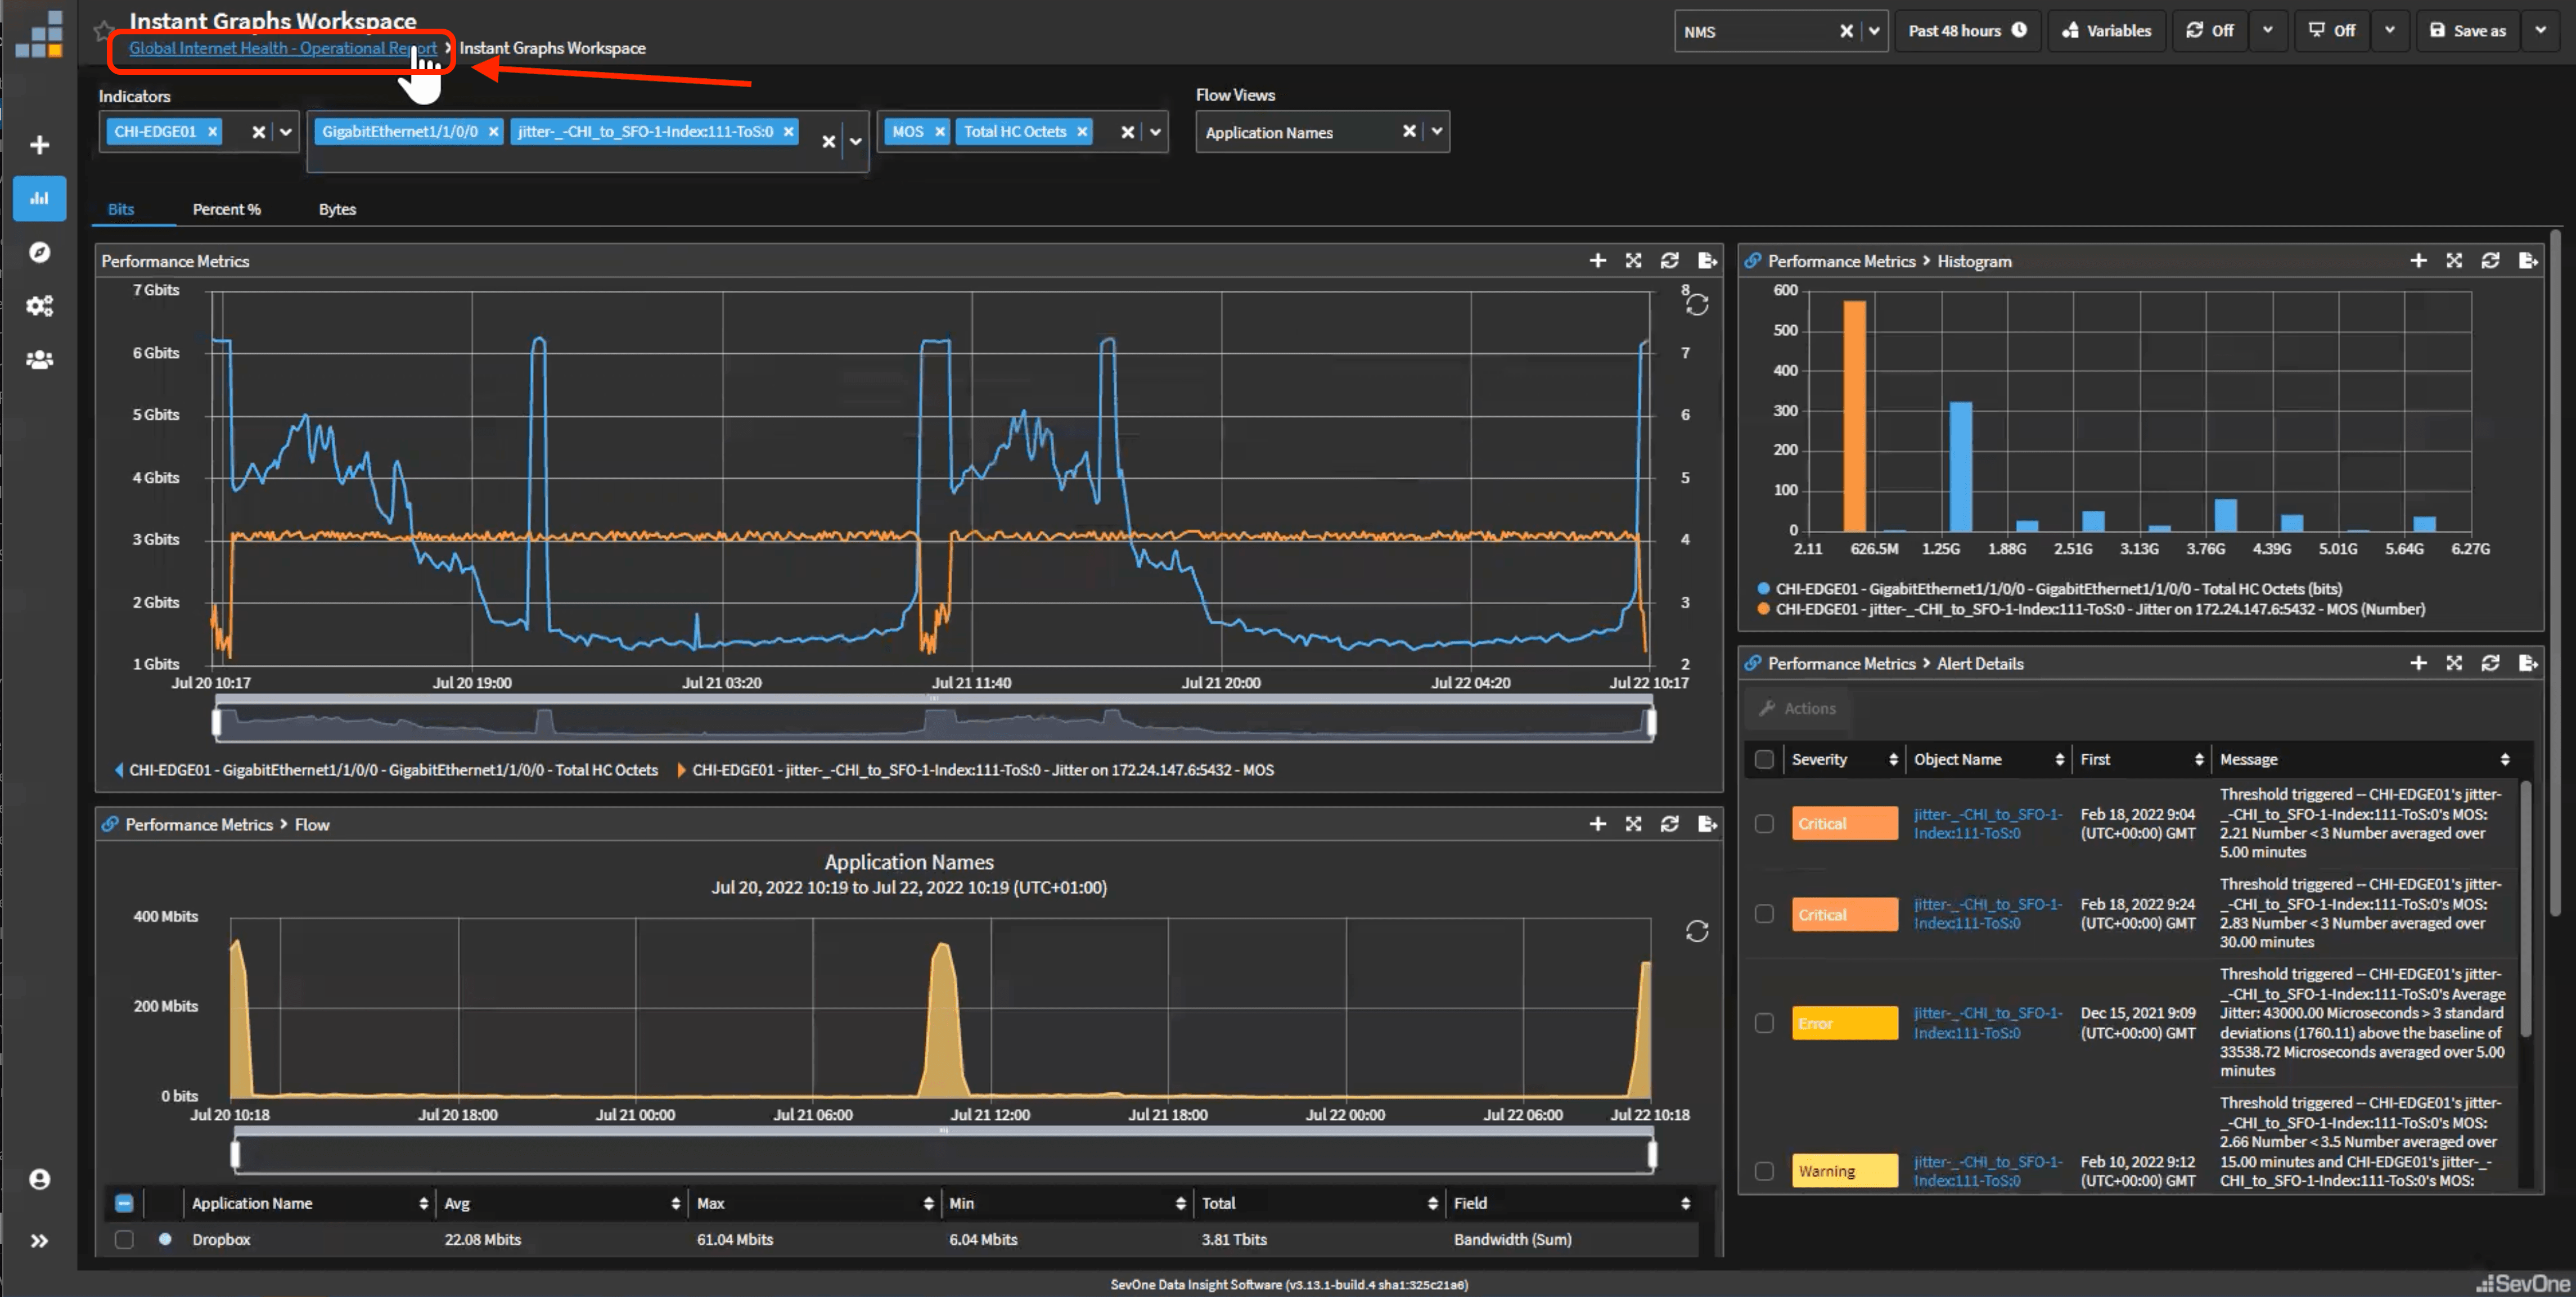 Instant Graphs Workspace
Global Internet Health - Operational Report > Instant Graphs Workspace
NMS
Past 48 hours
Variables
Off
Off
Save as
Indicators
CHI-EDGE01
GigabitEthernet1/1/0/0
jitter-_-CHI_to_SFO-1-Index:111-ToS:0
MOS
Total HC Octets
Flow Views
Application Names
Bits
Percent %
Bytes
Performance Metrics
7 Gbits
6 Gbits
5 Gbits
4 Gbits
3 Gbits
2 Gbits
1 Gbits
8
7
6
5
4
3
2
Jul 20 10:17
Jul 20 19:00
Jul 21 03:20
Jul 21 11:40
Jul 21 20:00
Jul 22 04:20
Jul 22 10:17
CHI-EDGE01 - GigabitEthernet1/1/0/0 - GigabitEthernet1/1/0/0 - Total HC Octets
CHI-EDGE01 - jitter-_-CHI_to_SFO-1-Index:111-ToS:0 - Jitter on 172.24.147.6:5432 - MOS
Performance Metrics > Histogram
600
500
400
300
200
100
0
2.11
626.5M
1.25G
1.88G
2.51G
3.13G
3.76G
4.39G
5.01G
5.64G
6.27G
CHI-EDGE01 - GigabitEthernet1/1/0/0 - GigabitEthernet1/1/0/0 - Total HC Octets (bits)
CHI-EDGE01 - jitter-_-CHI_to_SFO-1-Index:111-ToS:0 - Jitter on 172.24.147.6:5432 - MOS (Number)
Performance Metrics > Alert Details
Actions
Severity
Object Name
First
Message
Critical
jitter-_-CHI_to_SFO-1-
Index:111-ToS:0
Feb 18, 2022 9:04
(UTC+00:00) GMT
Threshold triggered -- CHI-EDGE01's jitter-
_-CHI_to_SFO-1-Index:111-ToS:0's MOS:
2.21 Number < 3 Number averaged over
5.00 minutes
Critical
jitter-_-CHI_to_SFO-1-
Index:111-ToS:0
Feb 18, 2022 9:24
(UTC+00:00) GMT
Threshold triggered -- CHI-EDGE01's jitter-
_-CHI_to_SFO-1-Index:111-ToS:0's MOS:
2.83 Number < 3 Number averaged over
30.00 minutes
Error
jitter-_-CHI_to_SFO-1-
Index:111-ToS:0
Dec 15, 2021 9:09
(UTC+00:00) GMT
Threshold triggered -- CHI-EDGE01's jitter-
_-CHI_to_SFO-1-Index:111-ToS:0's Average
Jitter: 43000.00 Microseconds > 3 standard
deviations (1760.11) above the baseline of
33538.72 Microseconds averaged over 5.00
minutes
Warning
jitter-_-CHI_to_SFO-1-
Index:111-ToS:0
Feb 10, 2022 9:12
(UTC+00:00) GMT
Threshold triggered -- CHI-EDGE01's jitter-
_-CHI_to_SFO-1-Index:111-ToS:0's MOS:
2.66 Number < 3.5 Number averaged over
15.00 minutes and CHI-EDGE01's jitter-_-
CHI_to_SFO-1-Index:111-ToS:0's MOS:
Performance Metrics > Flow
Application Names
Jul 20, 2022 10:19 to Jul 22, 2022 10:19 (UTC+01:00)
400 Mbits
200 Mbits
0 bits
Jul 20 10:18
Jul 20 18:00
Jul 21 00:00
Jul 21 06:00
Jul 21 12:00
Jul 21 18:00
Jul 22 00:00
Jul 22 06:00
Jul 22 10:18
Application Name
Avg
Max
Min
Total
Field
Dropbox
22.08 Mbits
61.04 Mbits
6.04 Mbits
3.81 Tbits
Bandwidth (Sum)
SevOne Data Insight Software (v3.13.1-build.4 sha1:325c21a6)
SevOne